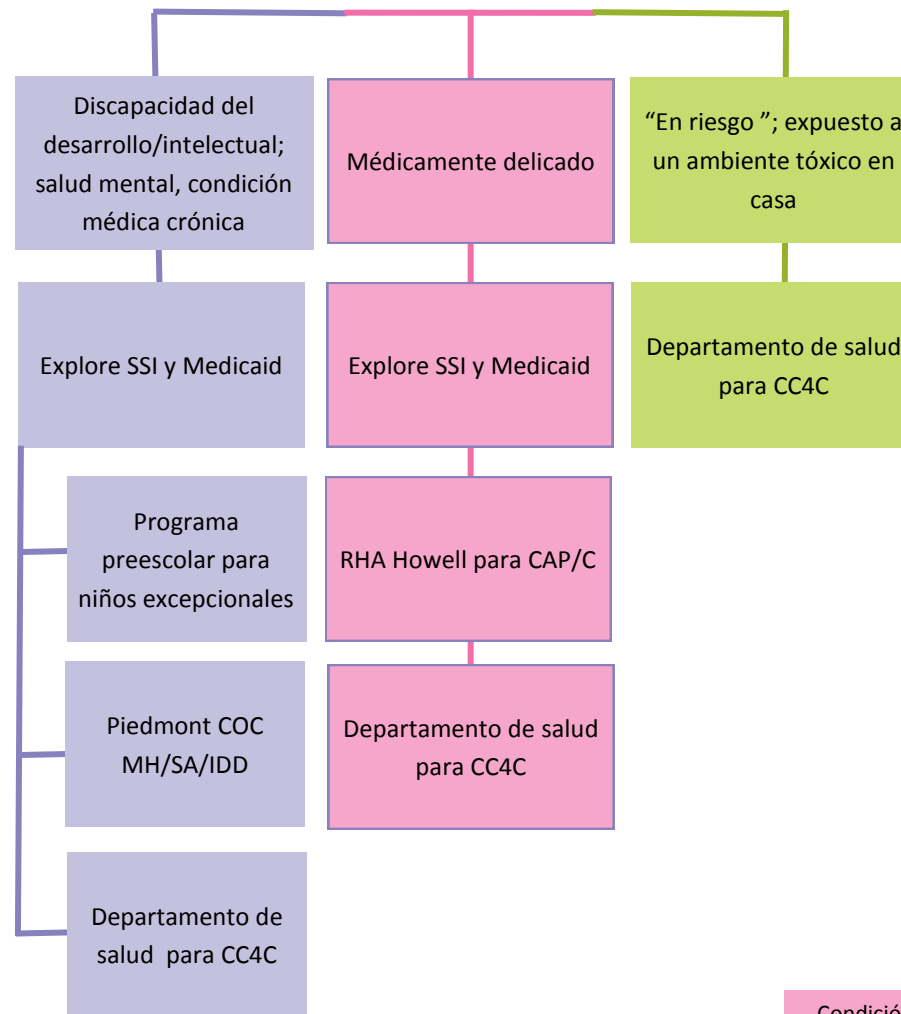 Discapacidad del
desarrollo/intelectual;
salud mental, condición
médica crónica
Médicamente delicado
“En riesgo ”; expuesto a
un ambiente tóxico en
casa
Explore SSI y Medicaid
Explore SSI y Medicaid
Departamento de salud
para CC4C
Programa
preescolar para
niños excepcionales
RHA Howell para CAP/C
Piedmont COC
MH/SA/IDD
Departamento de salud
para CC4C
Departamento de
salud para CC4C